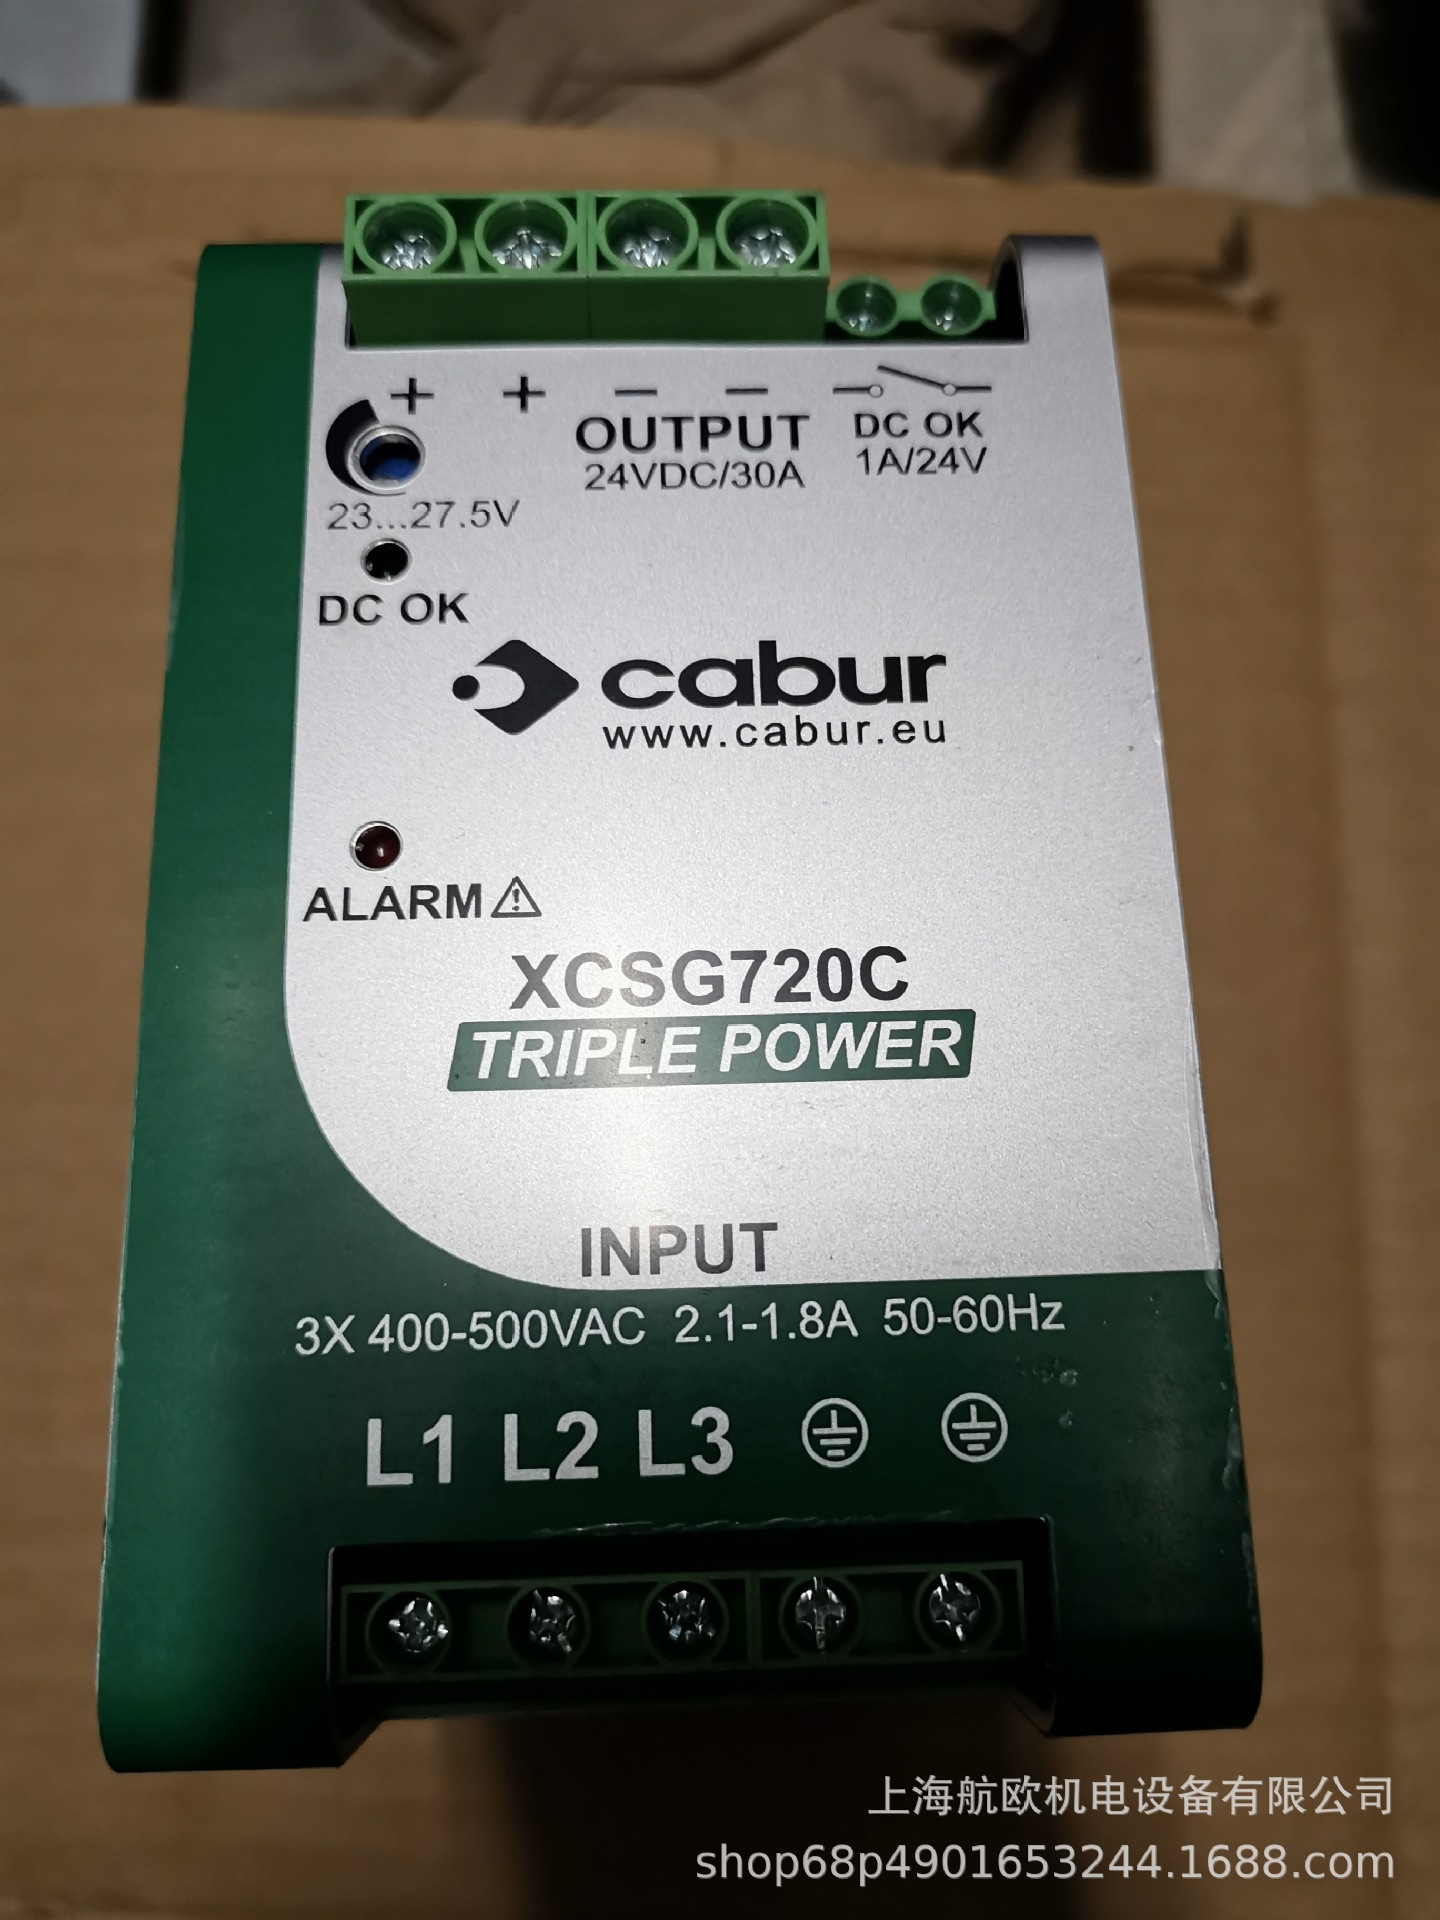 + + − −
OUTPUT
24VDC/30A
DC OK
1A/24V
23...27.5V
DC OK
cabur
www.cabur.eu
ALARM
XCSG720C
TRIPLE POWER
INPUT
3X 400-500VAC 2.1-1.8A 50-60Hz
L1 L2 L3
上海航欧机电设备有限公司
shop68p4901653244.1688.com